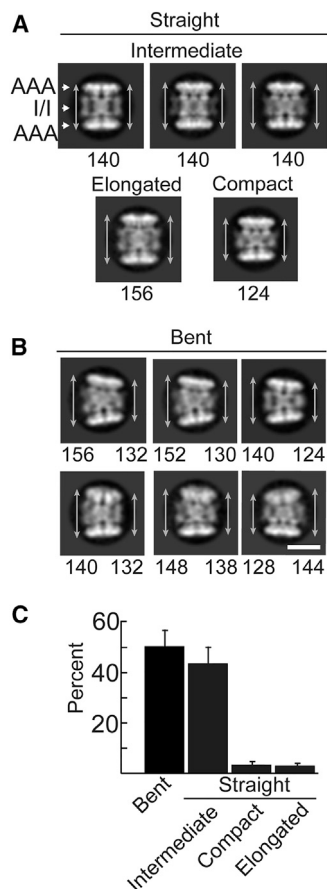 A
Straight
Intermediate
AAA
I/I
AAA
140 140 140
Elongated Compact
156 124
B
Bent
156 132 152 130 140 124
140 132 148 138 128 144
C
Percent
60
40
20
Bent
Intermediate
Compact
Elongated
Straight